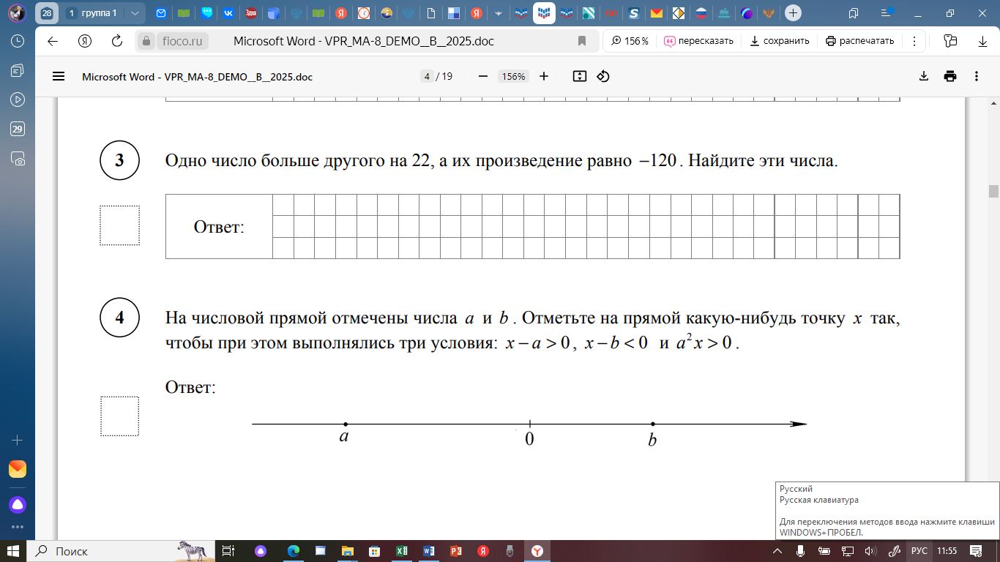 28
1 группа 1
fioco.ru
Microsoft Word - VPR_MA-8_DEMO__B__2025.doc
156 %
пересказать
сохранить
распечатать
Microsoft Word - VPR_MA-8_DEMO__B__2025.doc
4 / 19
156%
29
3
Одно число больше другого на 22, а их произведение равно −120. Найдите эти числа.
Ответ:
4
На числовой прямой отмечены числа a и b. Отметьте на прямой какую-нибудь точку x так,
чтобы при этом выполнялись три условия: x − a > 0, x − b < 0 и a²x > 0.
Ответ:
a 0 b
Русский
Русская клавиатура
Для переключения методов ввода нажмите клавиши
WINDOWS+ПРОБЕЛ.
Поиск
РУС
11:55